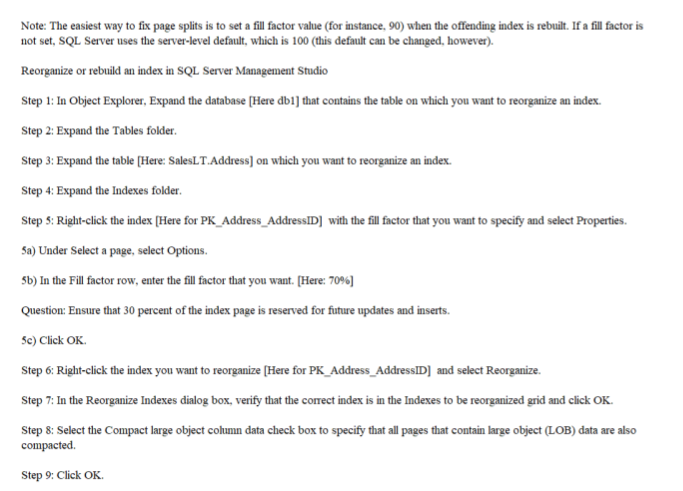 Note: The easiest way to fix page splits is to set a fill factor value (for instance, 90) when the offending index is rebuilt. If a fill factor is
not set, SQL Server uses the server-level default, which is 100 (this default can be changed, however).
Reorganize or rebuild an index in SQL Server Management Studio
Step 1: In Object Explorer, Expand the database [Here db1] that contains the table on which you want to reorganize an index.
Step 2: Expand the Tables folder.
Step 3: Expand the table [Here: SalesLT.Address] on which you want to reorganize an index.
Step 4: Expand the Indexes folder.
Step 5: Right-click the index [Here for PK_Address_AddressID] with the fill factor that you want to specify and select Properties.
5a) Under Select a page, select Options.
5b) In the Fill factor row, enter the fill factor that you want. [Here: 70%]
Question: Ensure that 30 percent of the index page is reserved for future updates and inserts.
5c) Click OK.
Step 6: Right-click the index you want to reorganize [Here for PK_Address_AddressID] and select Reorganize.
Step 7: In the Reorganize Indexes dialog box, verify that the correct index is in the Indexes to be reorganized grid and click OK.
Step 8: Select the Compact large object column data check box to specify that all pages that contain large object (LOB) data are also
compacted.
Step 9: Click OK.